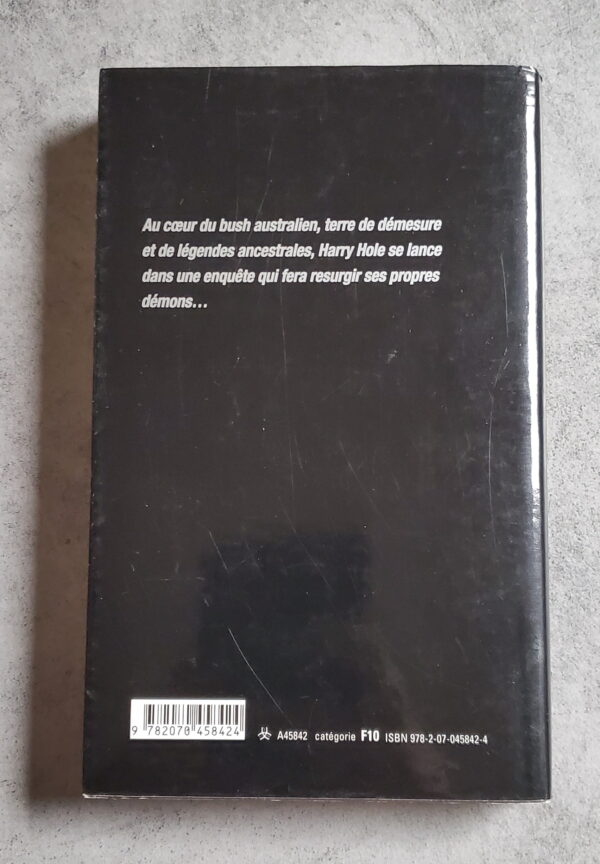 Au cœur du bush australien, terre de démesure
et de légendes ancestrales, Harry Hole se lance
dans une enquête qui fera resurgir ses propres
démons...
9 782070 458424 A45842 catégorie F10 ISBN 978-2-07-045842-4